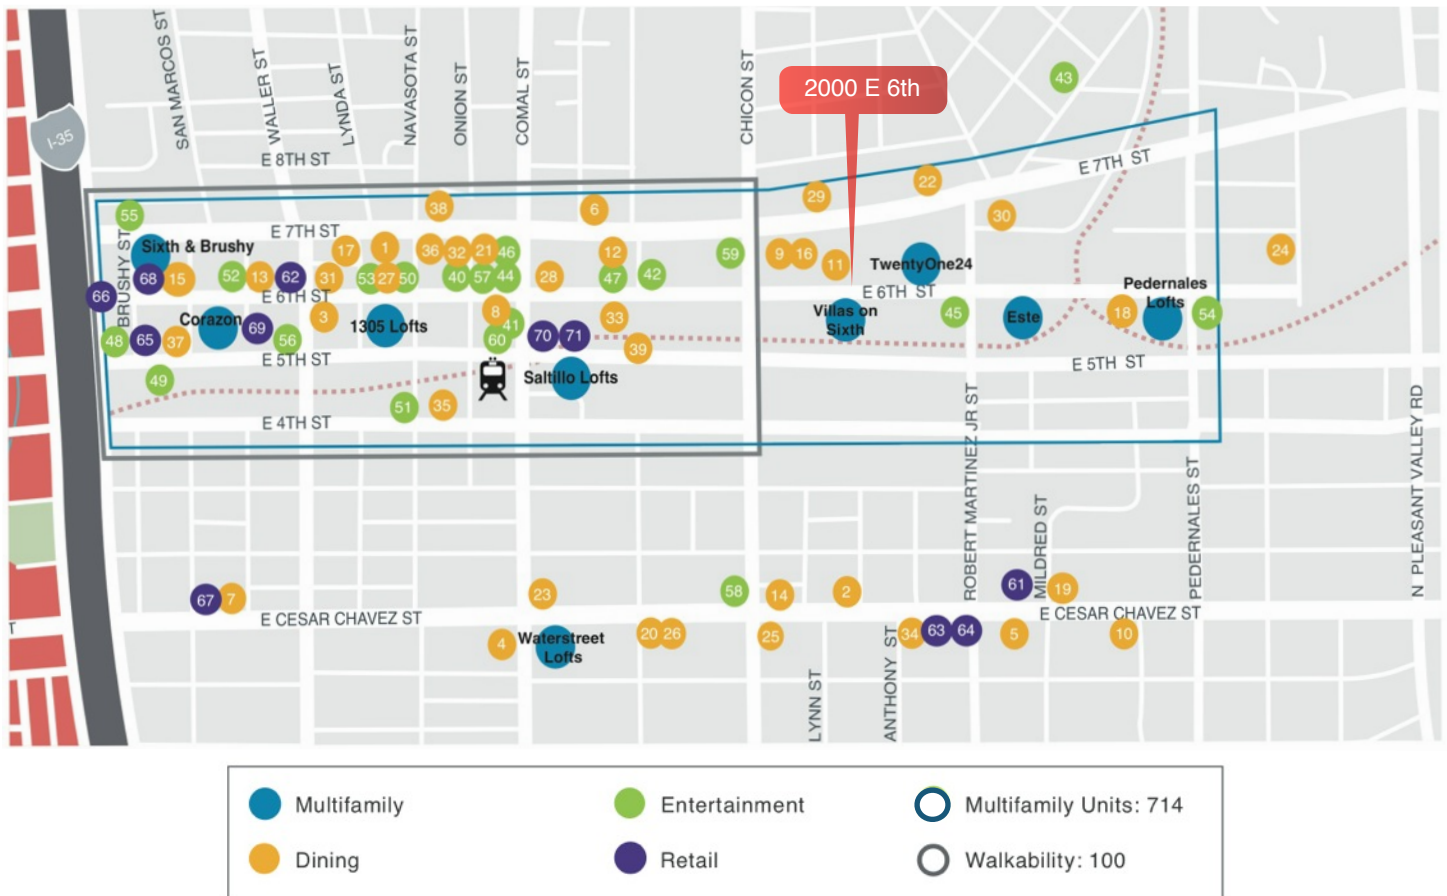 43
2000 E 6th
I-35
SAN MARCOS ST
WALLER ST
LYNDA ST
NAVASOTA ST
ONION ST
COMAL ST
CHICON ST
E 8TH ST
E 7TH ST
22
29
55
38
6
30
E 7TH ST
Sixth & Brushy
17
1
36
32
21
46
12
59
9
16
11
TwentyOne24
24
BRUSHY ST
68
15
52
13
62
31
53
27
50
40
57
44
28
47
42
66
E 6TH ST
E 6TH ST
Pedernales
Lofts
Corazon
69
3
1305 Lofts
8
41
33
Villas on
Sixth
45
Este
18
54
48
65
37
56
60
70
71
39
E 5TH ST
E 5TH ST
49
Saltillo Lofts
51
35
E 4TH ST
ROBERT MARTINEZ JR ST
MILDRED ST
PEDERNALES ST
N PLEASANT VALLEY RD
67
7
23
58
14
2
61
19
E CESAR CHAVEZ ST
E CESAR CHAVEZ ST
T
4
Waterstreet
Lofts
20
26
25
34
63
64
5
10
LYNN ST
ANTHONY ST
Multifamily
Entertainment
Multifamily Units: 714
Dining
Retail
Walkability: 100